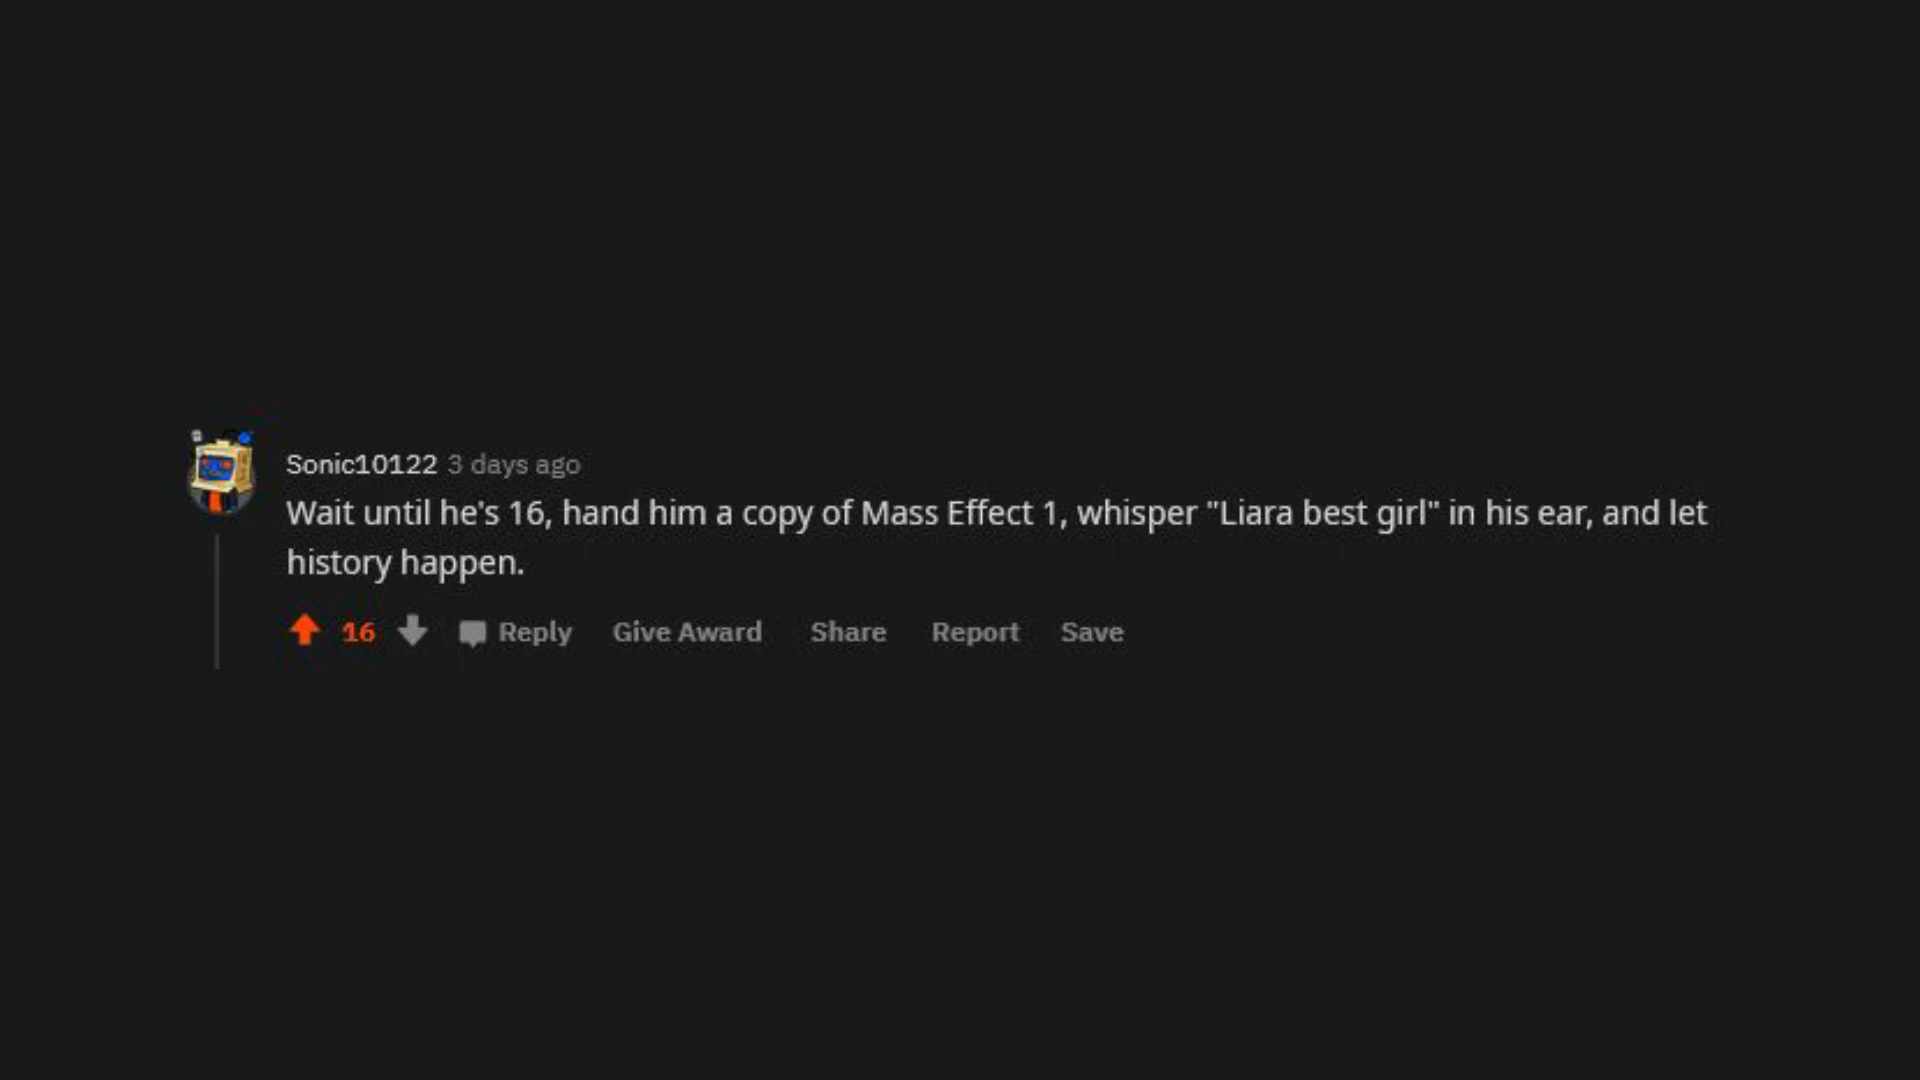 Sonic10122 3 days ago
Wait until he's 16, hand him a copy of Mass Effect 1, whisper "Liara best girl" in his ear, and let
history happen.
16 Reply Give Award Share Report Save